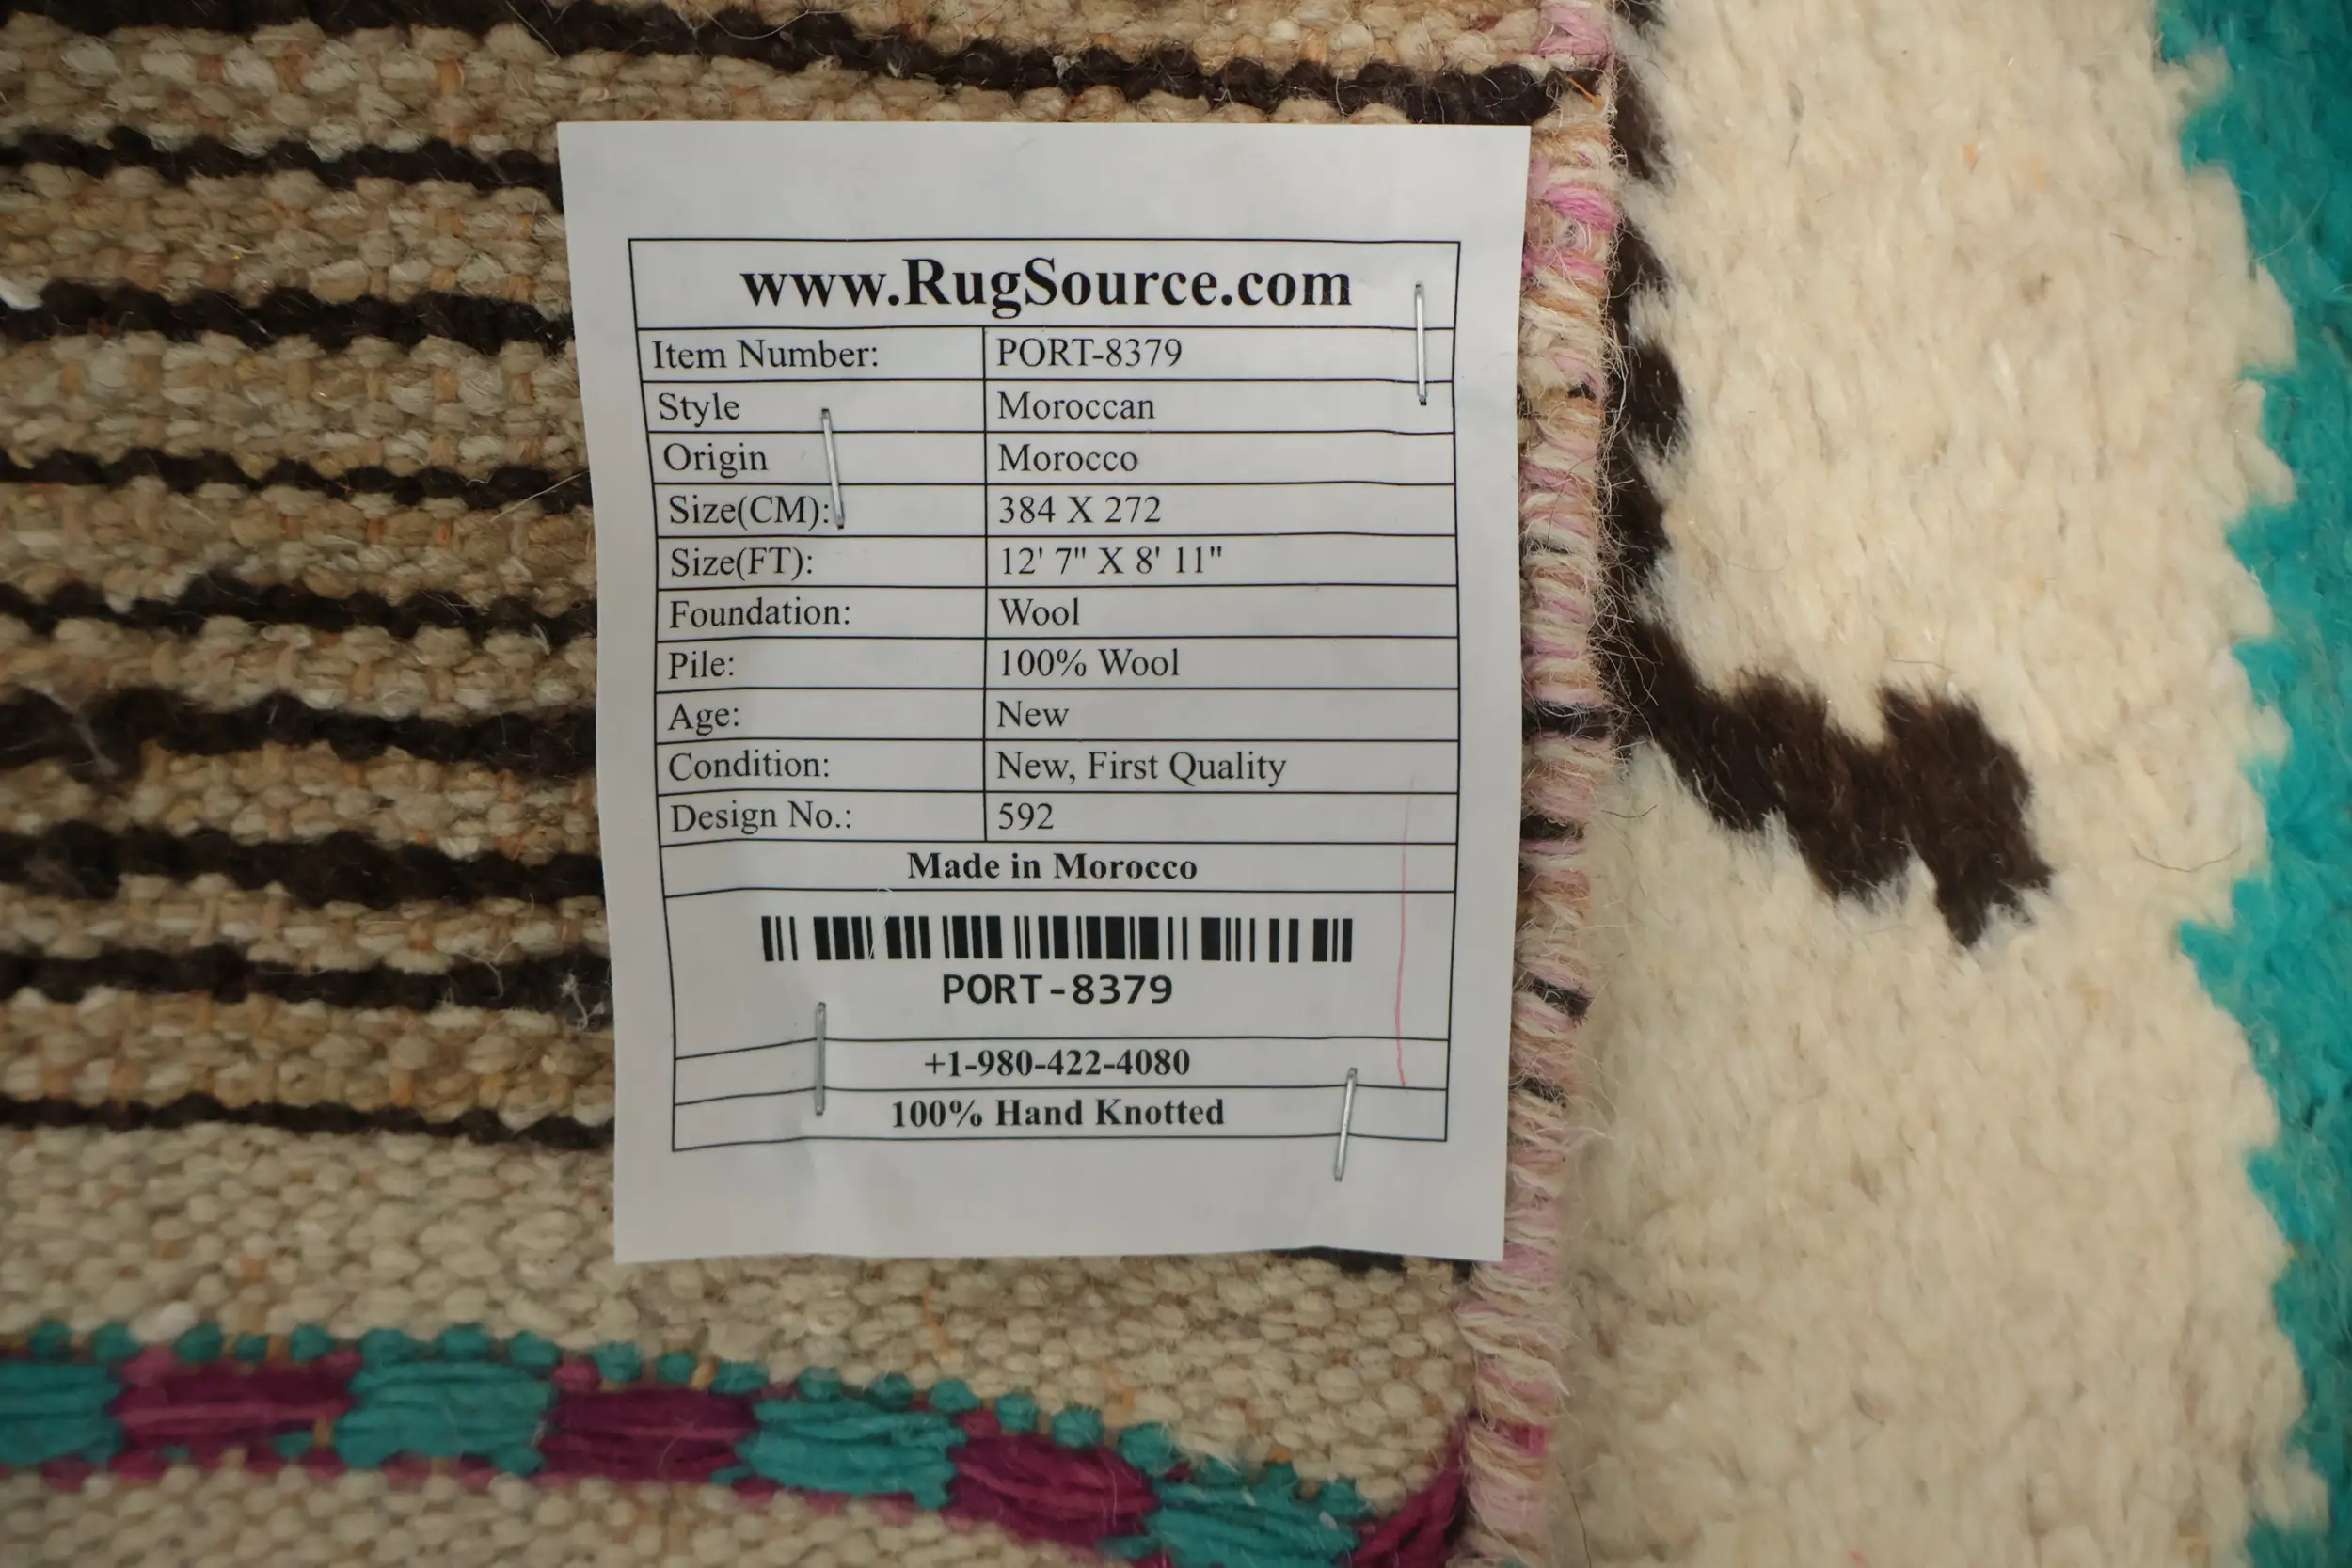 www.RugSource.com
Item Number: PORT-8379
Style Moroccan
Origin Morocco
Size(CM): 384 X 272
Size(FT): 12' 7" X 8' 11"
Foundation: Wool
Pile: 100% Wool
Age: New
Condition: New, First Quality
Design No.: 592
Made in Morocco
PORT-8379
+1-980-422-4080
100% Hand Knotted